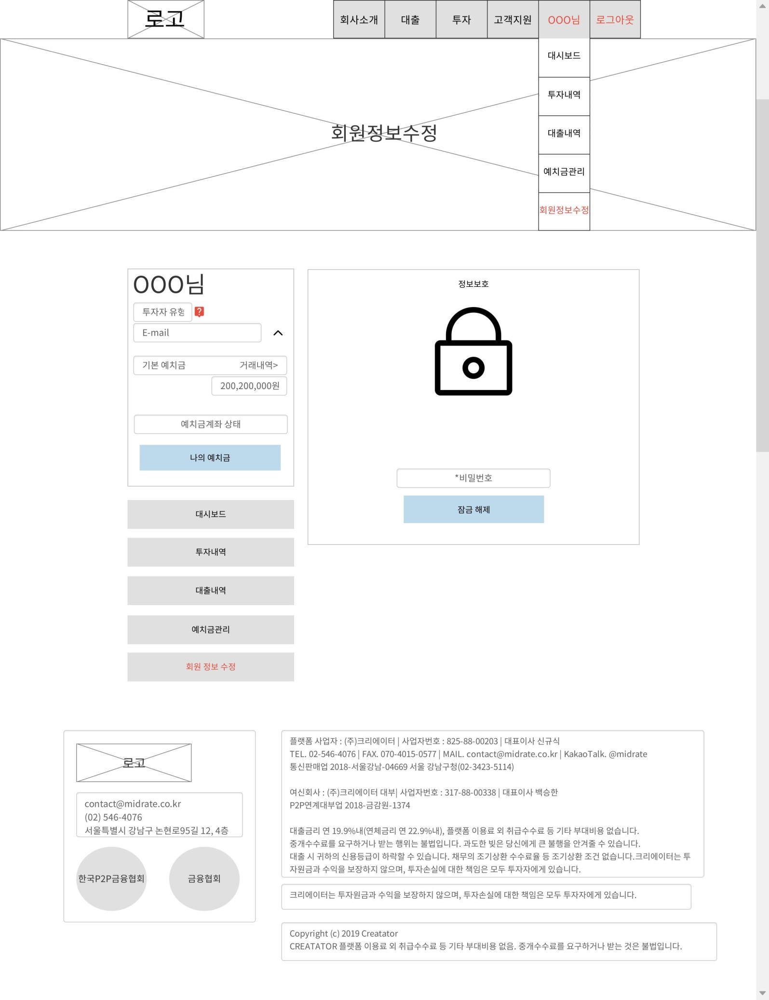 로고
회사소개
대출
투자
고객지원
OOO님
로그아웃
대시보드
투자내역
대출내역
예치금관리
회원정보수정
회원정보수정
OOO님
투자자 유형
?
E-mail
기본 예치금
거래내역>
200,200,000원
예치금계좌 상태
나의 예치금
정보보호
*비밀번호
잠금 해제
대시보드
투자내역
대출내역
예치금관리
회원 정보 수정
로고
contact@midrate.co.kr
(02) 546-4076
서울특별시 강남구 논현로95길 12, 4층
한국P2P금융협회
금융협회
플랫폼 사업자 : (주)크리에이터 | 사업자번호 : 825-88-00203 | 대표이사 신규식
TEL. 02-546-4076 | FAX. 070-4015-0577 | MAIL. contact@midrate.co.kr | KakaoTalk. @midrate
통신판매업 2018-서울강남-04669 서울 강남구청(02-3423-5114)
여신회사 : (주)크리에이터 대부| 사업자번호 : 317-88-00338 | 대표이사 백승한
P2P연계대부업 2018-금감원-1374
대출금리 연 19.9%내(연체금리 연 22.9%내), 플랫폼 이용료 외 취급수수료 등 기타 부대비용 없습니다.
중개수수료를 요구하거나 받는 행위는 불법입니다. 과도한 빚은 당신에게 큰 불행을 안겨줄 수 있습니다.
대출 시 귀하의 신용등급이 하락할 수 있습니다. 채무의 조기상환 수수료율 등 조기상환 조건 없습니다.크리에이터는 투
자원금과 수익을 보장하지 않으며, 투자손실에 대한 책임은 모두 투자자에게 있습니다.
크리에이터는 투자원금과 수익을 보장하지 않으며, 투자손실에 대한 책임은 모두 투자자에게 있습니다.
Copyright (c) 2019 Creatator
CREATATOR 플랫폼 이용료 외 취급수수료 등 기타 부대비용 없음. 중개수수료를 요구하거나 받는 것은 불법입니다.